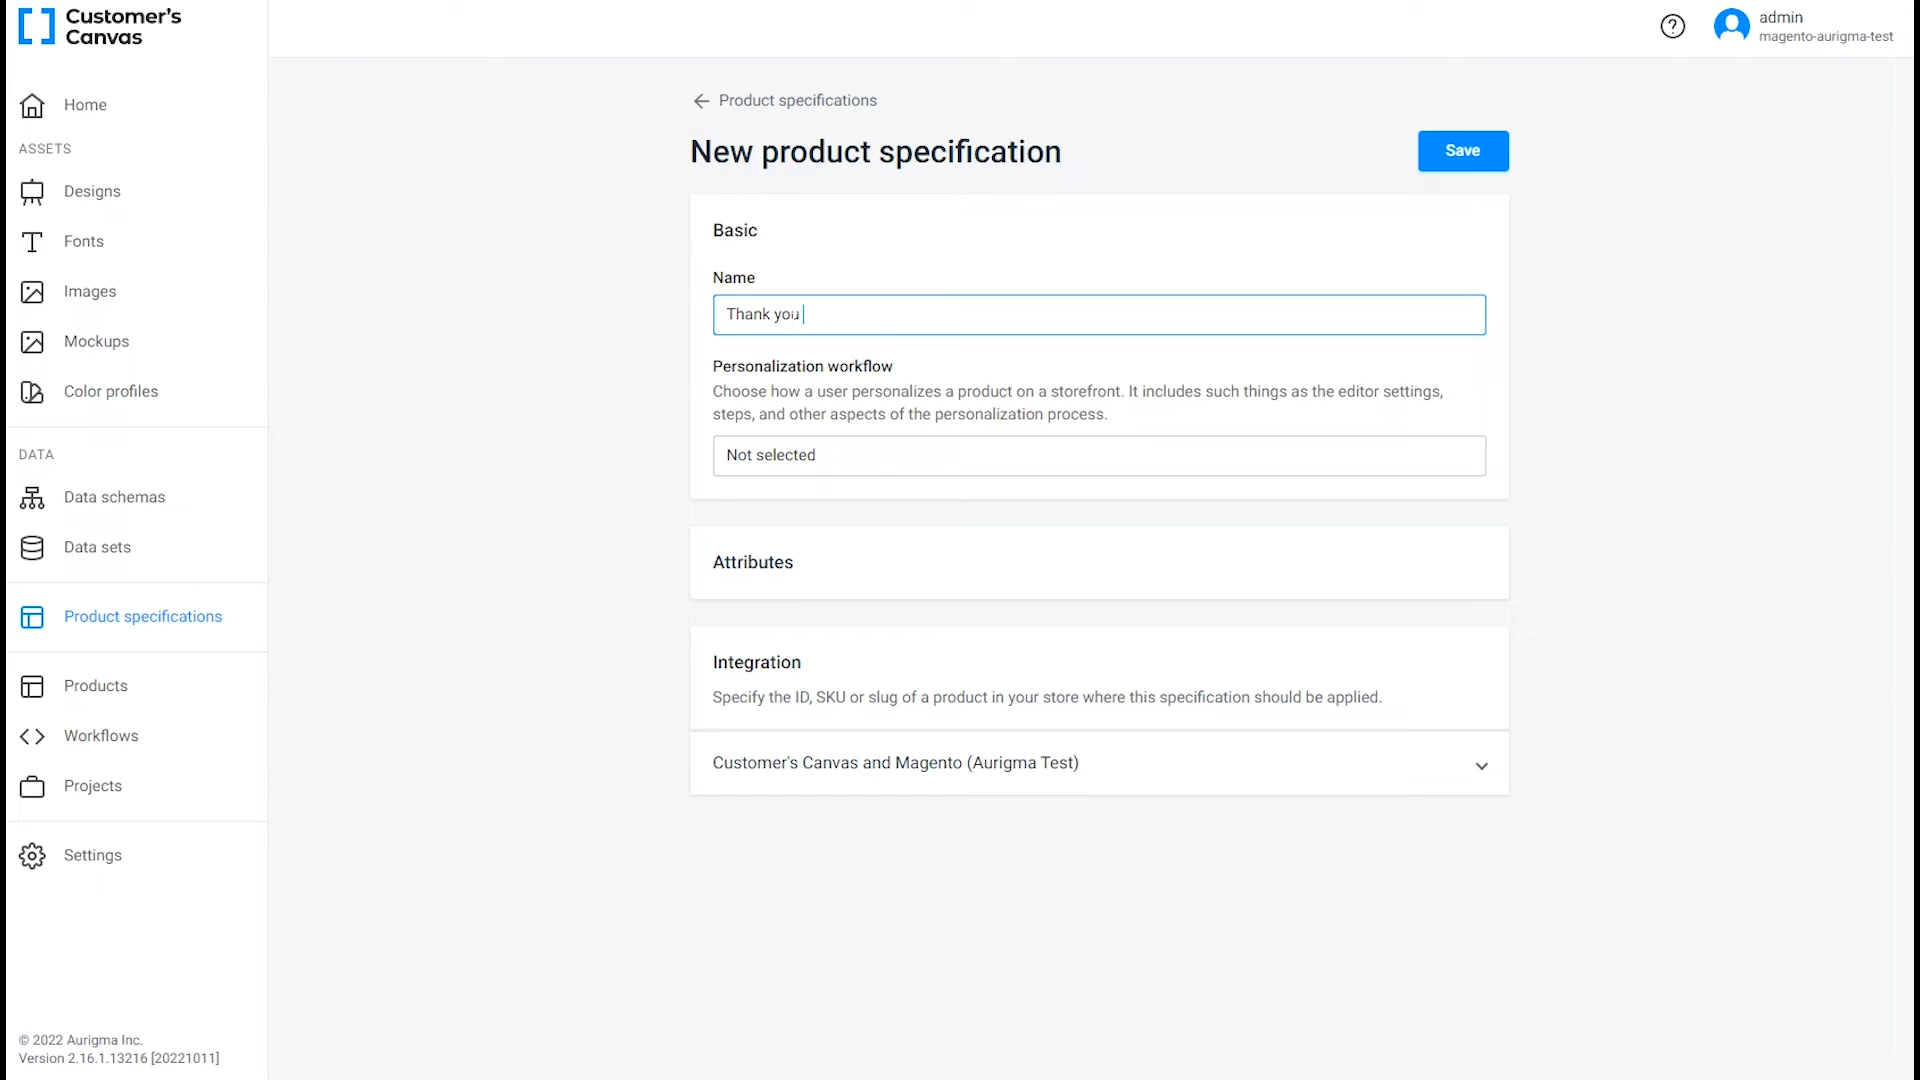 Customer's
Canvas
admin
magento-aurigma-test
Home
ASSETS
Designs
Fonts
Images
Mockups
Color profiles
DATA
Data schemas
Data sets
Product specifications
Products
Workflows
Projects
Settings
© 2022 Aurigma Inc.
Version 2.16.1.13216 [20221011]
Product specifications
New product specification
Save
Basic
Name
Thank you
Personalization workflow
Choose how a user personalizes a product on a storefront. It includes such things as the editor settings,
steps, and other aspects of the personalization process.
Not selected
Attributes
Integration
Specify the ID, SKU or slug of a product in your store where this specification should be applied.
Customer's Canvas and Magento (Aurigma Test)